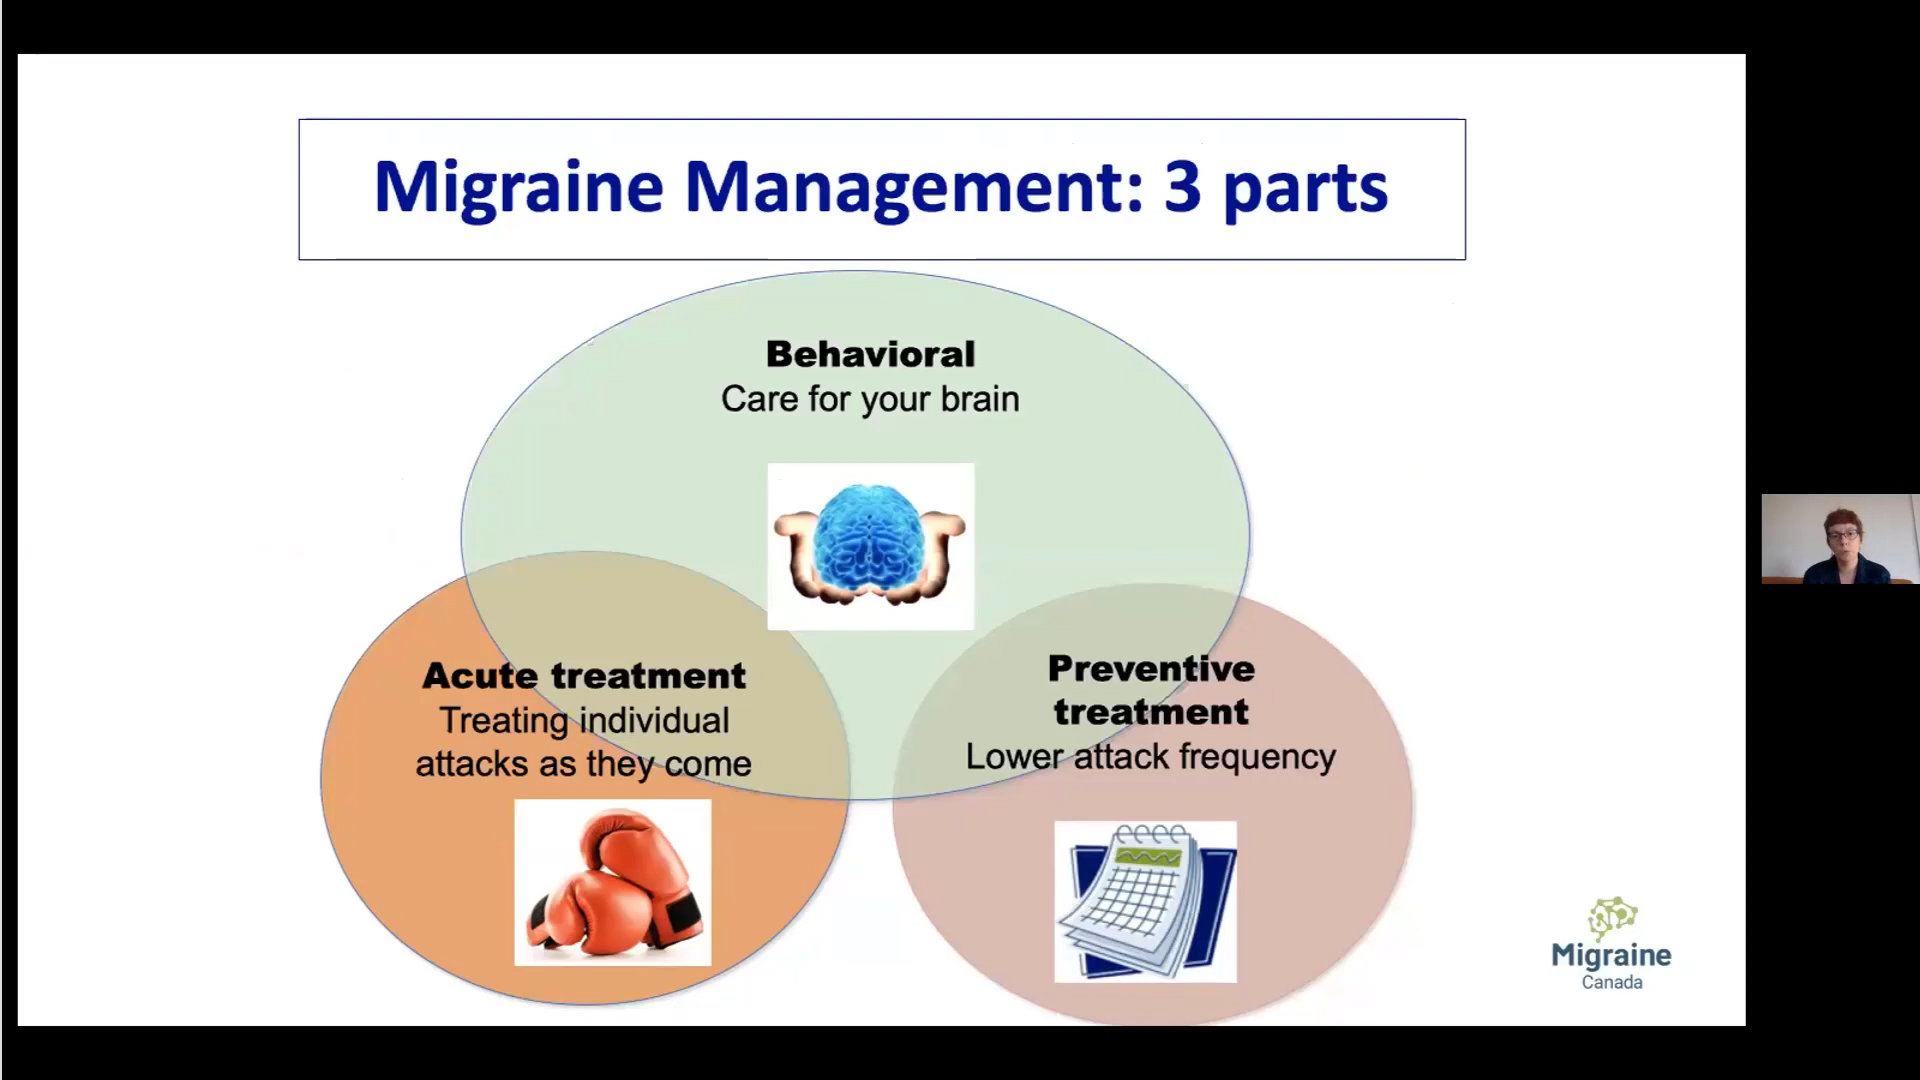 Migraine Management: 3 parts
Behavioral
Care for your brain
Acute treatment
Treating individual
attacks as they come
Preventive
treatment
Lower attack frequency
Migraine
Canada